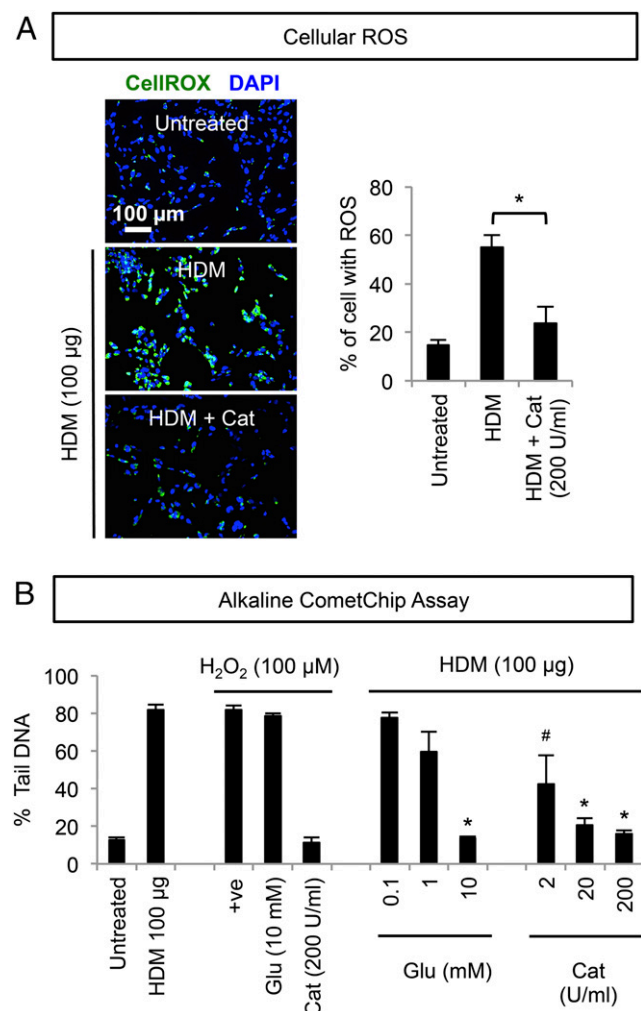 A
Cellular ROS
CellROX DAPI
Untreated
100 µm
HDM
HDM + Cat
HDM (100 µg)
% of cell with ROS
80
60
40
20
0
*
Untreated
HDM
HDM + Cat
(200 U/ml)
B
Alkaline CometChip Assay
H₂O₂ (100 µM)
HDM (100 µg)
% Tail DNA
100
80
60
40
20
0
*
#
*
*
Untreated
HDM 100 µg
+ve
Glu (10 mM)
Cat (200 U/ml)
0.1
1
10
2
20
200
Glu (mM)
Cat
(U/ml)